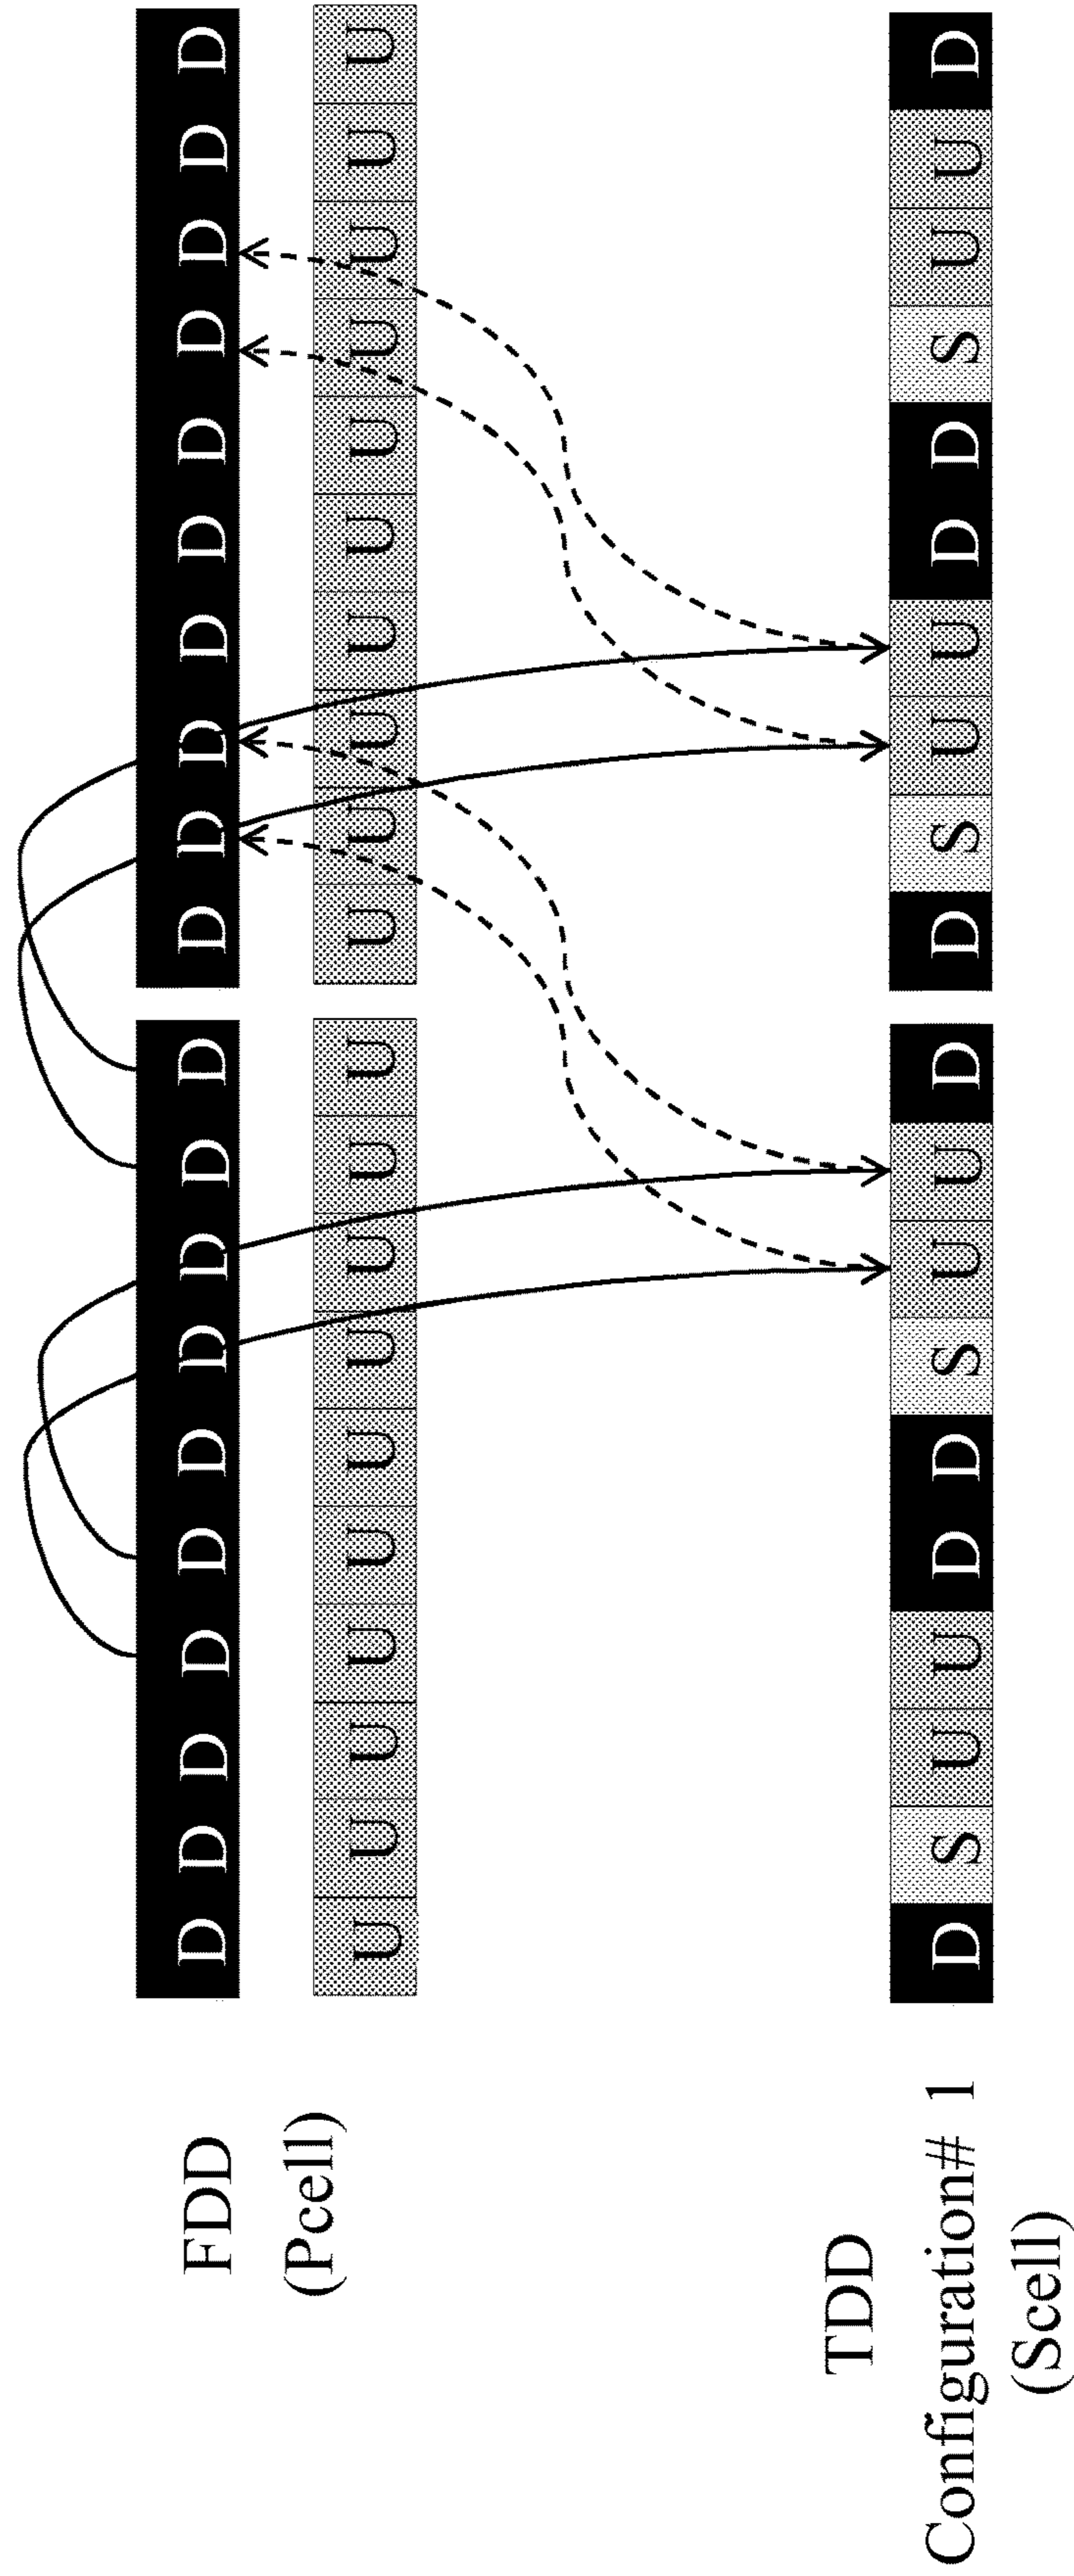 FDD
(Pcell)
D D D D D D D D D D D D D D D D D D D D
U U U U U U U U U U U U U U U U U U U U
TDD
Configuration# 1
(Scell)
D S U U D D S U U D D S U U D D S U U D